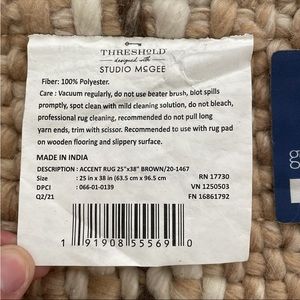 THRESHOLD
designed with
STUDIO McGEE
Fiber: 100% Polyester.
Care : Vacuum regularly, do not use beater brush, blot spills
promptly, spot clean with mild cleaning solution, do not bleach,
professional rug cleaning, recommended do not pull long
yarn ends, trim with scissor. Recommended to use with rug pad
on wooden flooring and slippery surface.
MADE IN INDIA
DESCRIPTION : ACCENT RUG 25"x38" BROWN/20-1467
Size : 25 in x 38 in (63.5 cm x 96.5 cm
RN 17730
DPCI : 066-01-0139
VN 1250503
Q2/21
FN 16861792
1 91908 55569 0